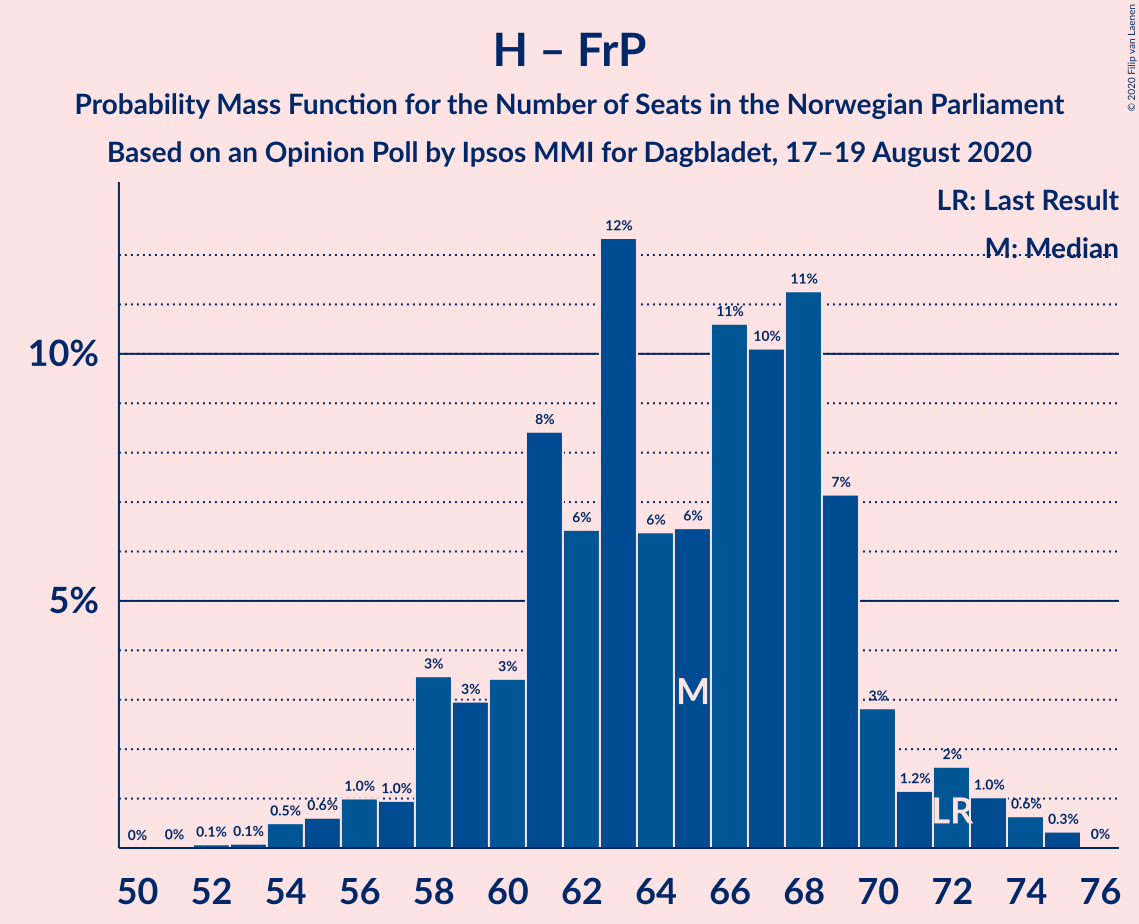 © 2020 Filip van Laenen
H – FrP
Probability Mass Function for the Number of Seats in the Norwegian Parliament
Based on an Opinion Poll by Ipsos MMI for Dagbladet, 17–19 August 2020
LR: Last Result
M: Median
10%
5%
0% 0% 0.1% 0.1% 0.5% 0.6% 1.0% 1.0% 3% 3% 3% 8% 6% 12% 6% 6% 11% 10% 11% 7% 3% 1.2% 2% 1.0% 0.6% 0.3% 0%
M
LR
50 52 54 56 58 60 62 64 66 68 70 72 74 76